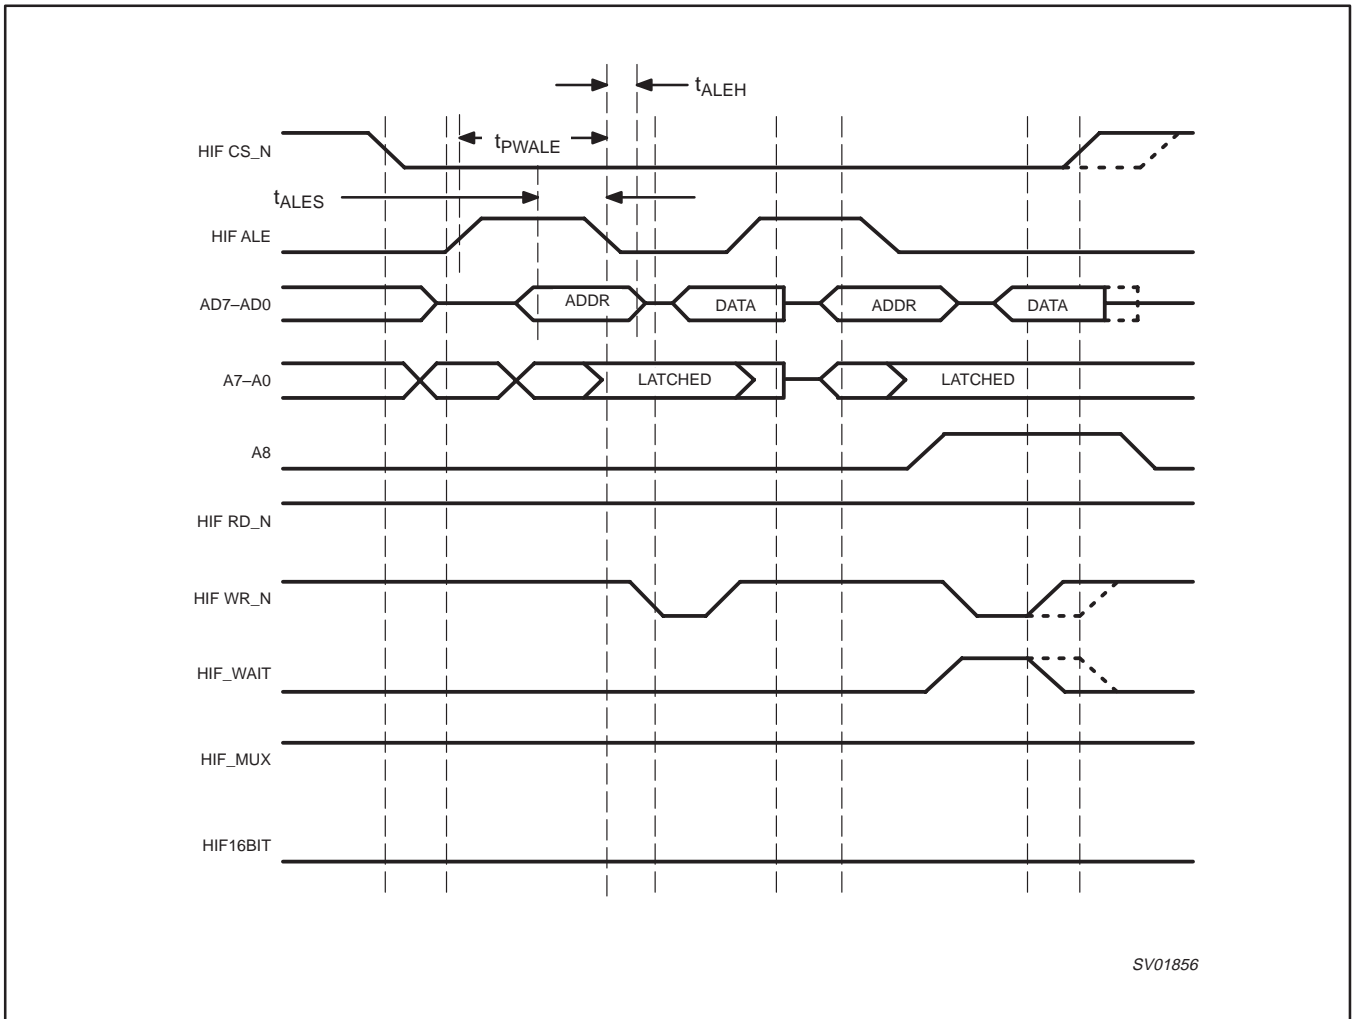 tALEH
HIF CS_N
tPWALE
tALES
HIF ALE
AD7–AD0 ADDR DATA ADDR DATA
A7–A0 LATCHED LATCHED
A8
HIF RD_N
HIF WR_N
HIF_WAIT
HIF_MUX
HIF16BIT
SV01856